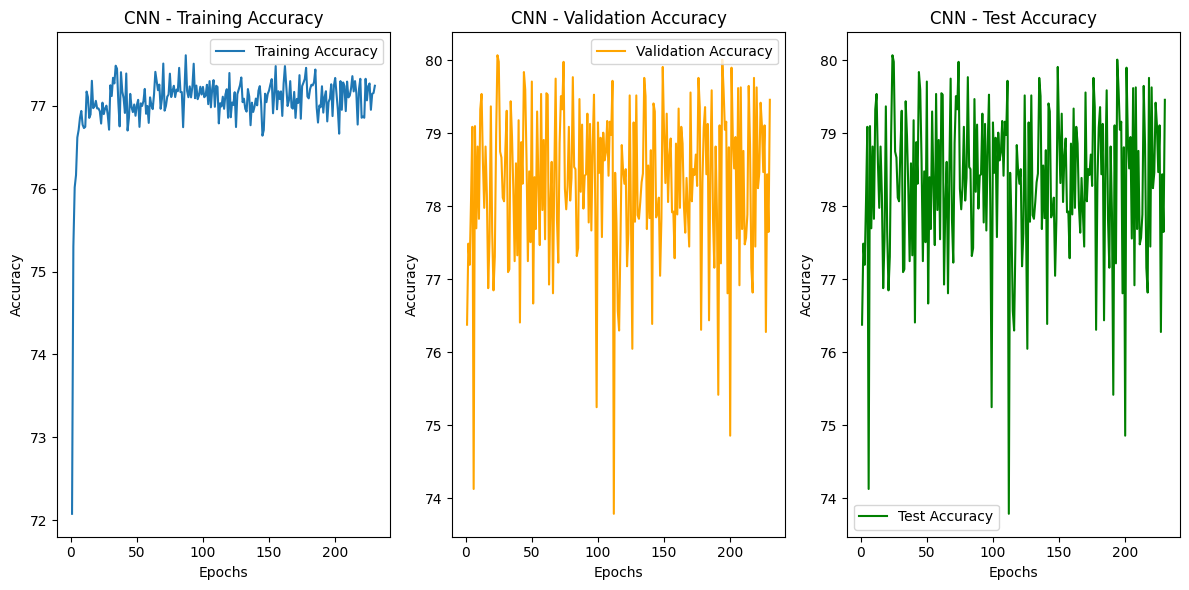 CNN - Training Accuracy
Training Accuracy
77
76
75
74
73
72
Accuracy
0
50
100
150
200
Epochs
CNN - Validation Accuracy
Validation Accuracy
80
79
78
77
76
75
74
Accuracy
0
50
100
150
200
Epochs
CNN - Test Accuracy
80
79
78
77
76
75
74
Accuracy
Test Accuracy
0
50
100
150
200
Epochs